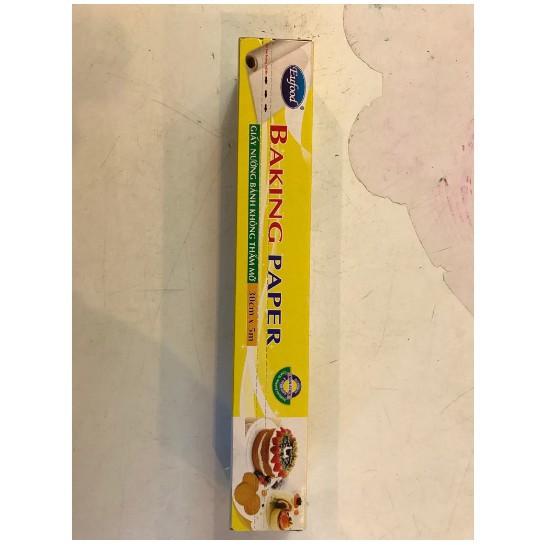 Eufood
BAKING PAPER
GIẤY NƯỚNG BÁNH KHÔNG THẤM MỠ 30cm x 5m